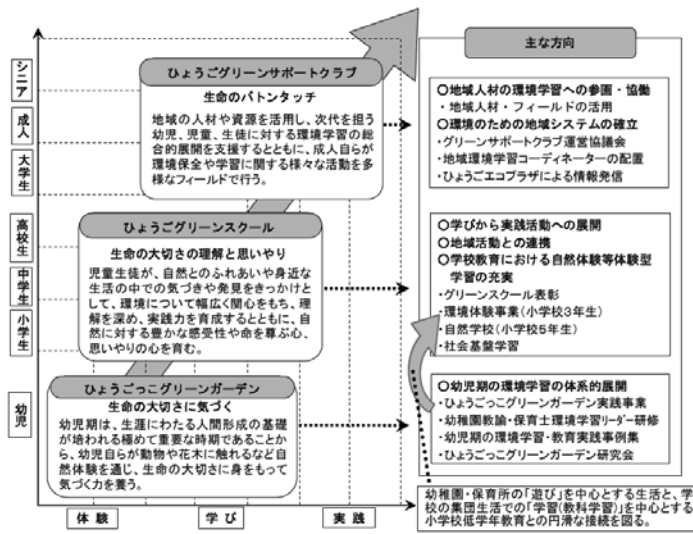 シニア
成人
大学生
高校生
中学生
小学生
幼児
体 験
学 び
実 践
ひょうごグリーンサポートクラブ
生命のバトンタッチ
地域の人材や資源を活用し、次代を担う
幼児、児童、生徒に対する環境学習の総
合的展開を支援するとともに、成人自らが
環境保全や学習に関する様々な活動を多
様なフィールドで行う。
ひょうごグリーンスクール
生命の大切さの理解と思いやり
児童生徒が、自然とのふれあいや身近な
生活の中での気づきや発見をきっかけと
して、環境について幅広く関心をもち、理
解を深め、実践力を育成するとともに、自
然に対する豊かな感受性や命を尊ぶ心、
思いやりの心を育む。
ひょうごっこグリーンガーデン
生命の大切さに気づく
幼児期は、生涯にわたる人間形成の基礎
が培われる極めて重要な時期であることか
ら、幼児自らが動物や花木に触れるなど自
然体験を通じ、生命の大切さに身をもって
気づく力を養う。
主な方向
○地域人材の環境学習への参画・協働
・地域人材・フィールドの活用
○環境のための地域システムの確立
・グリーンサポートクラブ運営協議会
・地域環境学習コーディネーターの配置
・ひょうごエコプラザによる情報発信
○学びから実践活動への展開
○地域活動との連携
○学校教育における自然体験等体験型
学習の充実
・グリーンスクール表彰
・環境体験事業(小学校3年生)
・自然学校(小学校5年生)
・社会基盤学習
○幼児期の環境学習の体系的展開
・ひょうごっこグリーンガーデン実践事業
・幼稚園教諭・保育士環境学習リーダー研修
・幼児期の環境学習・教育実践事例集
・ひょうごっこグリーンガーデン研究会
幼稚園・保育所の「遊び」を中心とする生活と、学
校の集団生活での「学習(教科学習)」を中心とする
小学校低学年教育との円滑な接続を図る。